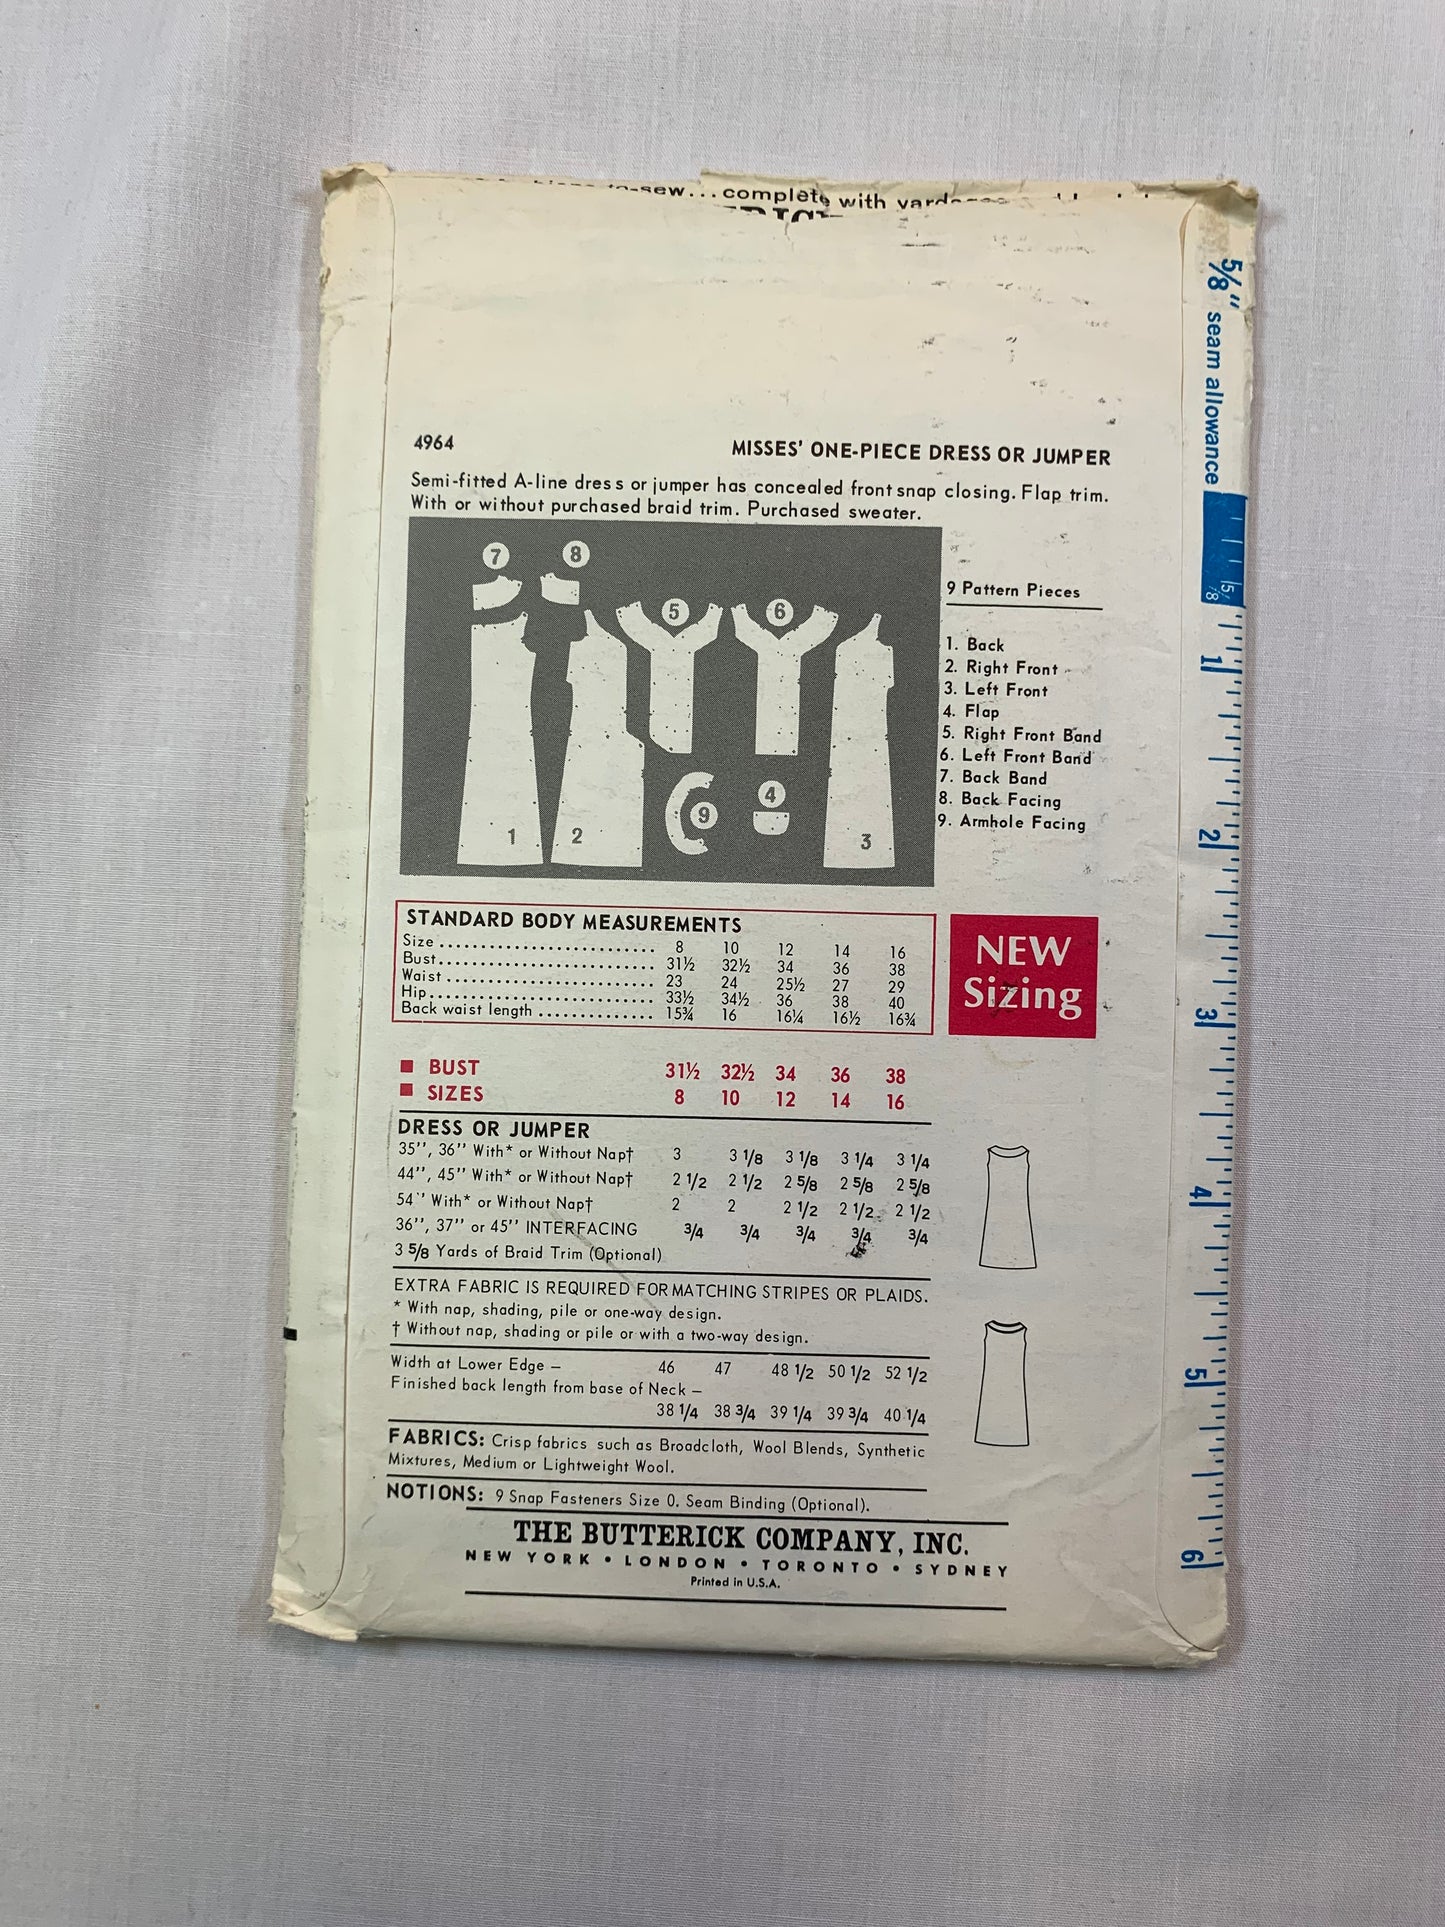 sew... complete with
4964
MISSES' ONE-PIECE DRESS OR JUMPER
Semi-fitted A-line dress or jumper has concealed front snap closing. Flap trim.
With or without purchased braid trim. Purchased sweater.
7 8
5 6
9 4
1 2 3
9 Pattern Pieces
1. Back
2. Right Front
3. Left Front
4. Flap
5. Right Front Band
6. Left Front Band
7. Back Band
8. Back Facing
9. Armhole Facing
STANDARD BODY MEASUREMENTS
Size .......................... 8 10 12 14 16
Bust .......................... 31½ 32½ 34 36 38
Waist ......................... 23 24 25½ 27 29
Hip ........................... 33½ 34½ 36 38 40
Back waist length .............. 15¾ 16 16¼ 16½ 16¾
NEW
Sizing
BUST 31½ 32½ 34 36 38
SIZES 8 10 12 14 16
DRESS OR JUMPER
35", 36" With* or Without Nap† 3 3 1/8 3 1/8 3 1/4 3 1/4
44", 45" With* or Without Nap† 2 1/2 2 1/2 2 5/8 2 5/8 2 5/8
54" With* or Without Nap† 2 2 2 1/2 2 1/2 2 1/2
36", 37" or 45" INTERFACING 3/4 3/4 3/4 3/4 3/4
3 5/8 Yards of Braid Trim (Optional)
EXTRA FABRIC IS REQUIRED FOR MATCHING STRIPES OR PLAIDS.
* With nap, shading, pile or one-way design.
† Without nap, shading or pile or with a two-way design.
Width at Lower Edge — 46 47 48 1/2 50 1/2 52 1/2
Finished back length from base of Neck —
38 1/4 38 3/4 39 1/4 39 3/4 40 1/4
FABRICS: Crisp fabrics such as Broadcloth, Wool Blends, Synthetic
Mixtures, Medium or Lightweight Wool.
NOTIONS: 9 Snap Fasteners Size 0. Seam Binding (Optional).
THE BUTTERICK COMPANY, INC.
NEW YORK • LONDON • TORONTO • SYDNEY
Printed in U.S.A.
5/8" seam allowance
5/8
1
2
3
4
5
6